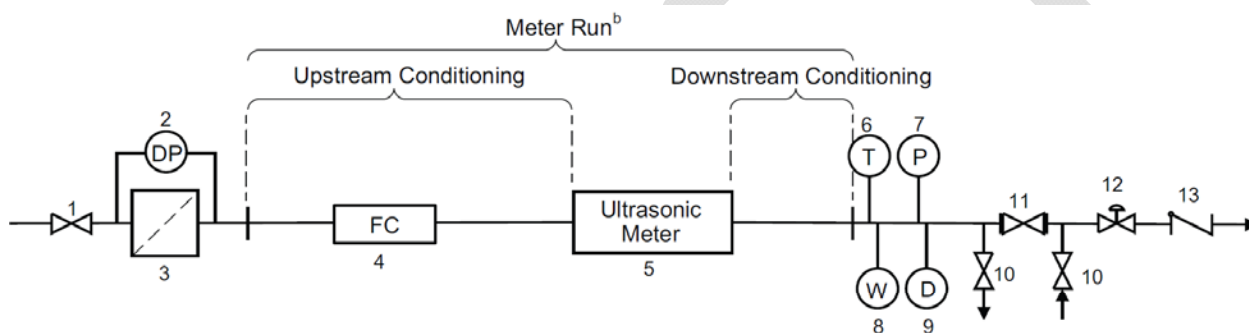 Meter Runᵇ
Upstream Conditioning
Downstream Conditioning
2
DP
6
7
T
P
1
11
12
13
FC
Ultrasonic
Meter
3
4
5
W
D
10
10
8
9